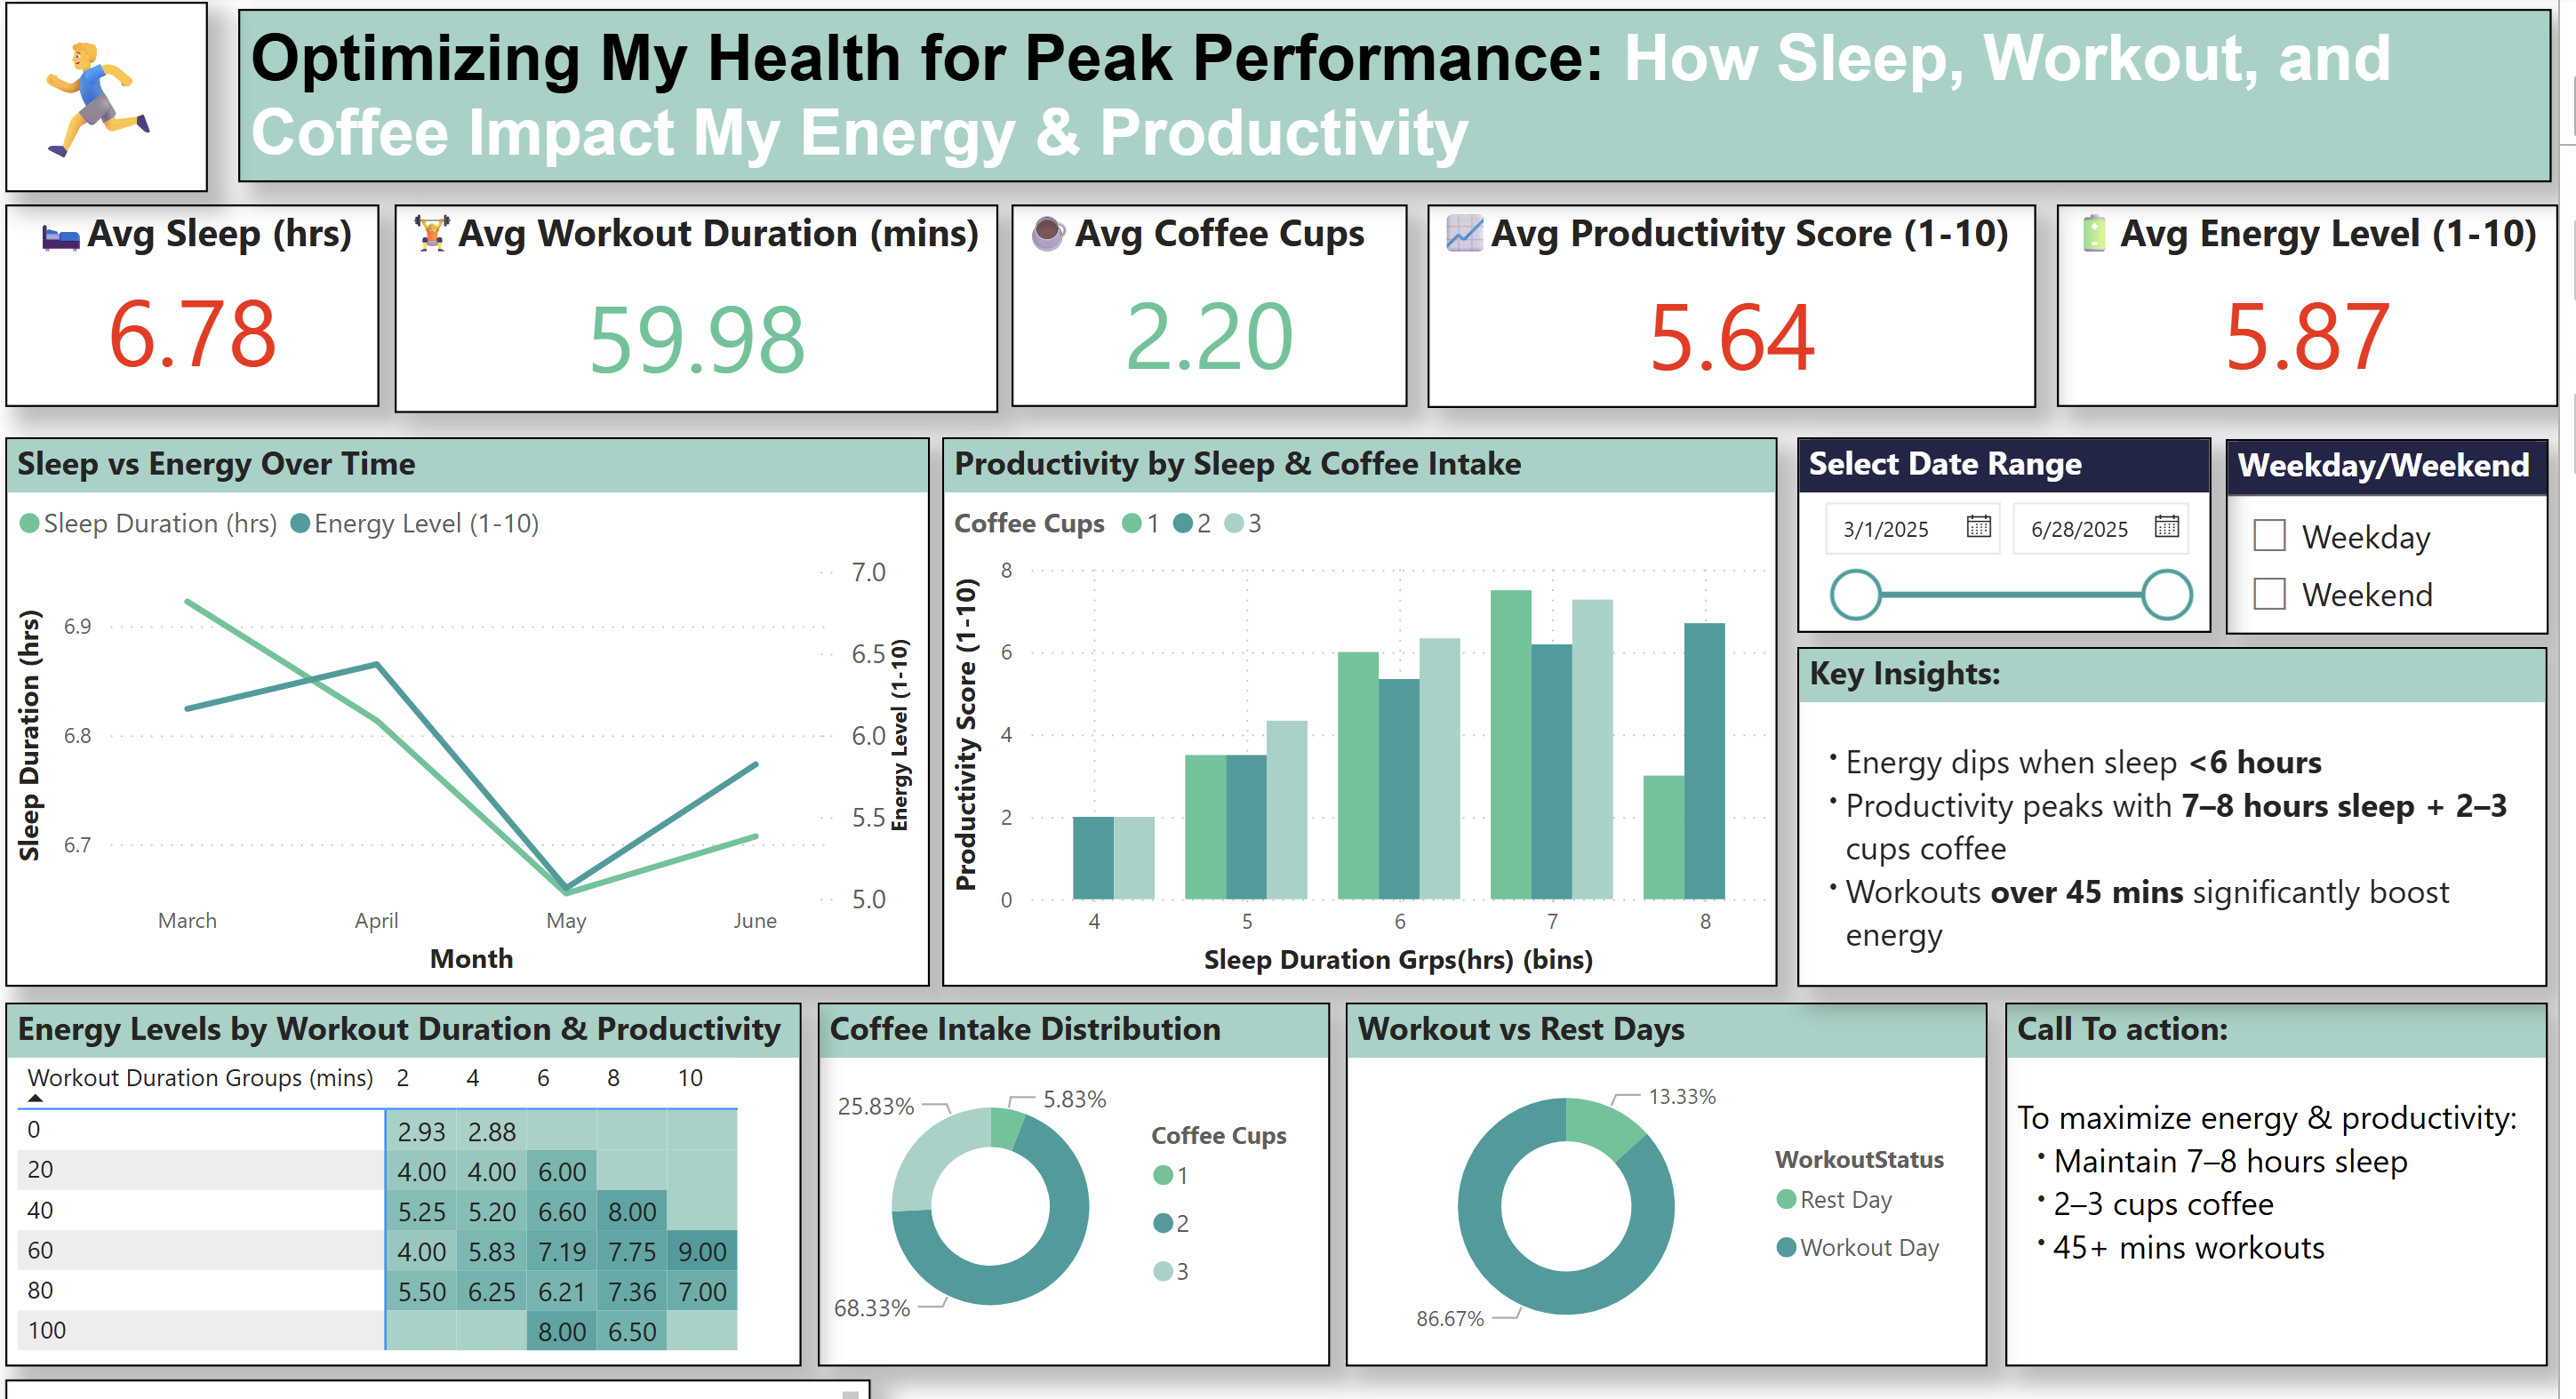 Optimizing My Health for Peak Performance: How Sleep, Workout, and
Coffee Impact My Energy & Productivity
Avg Sleep (hrs)
6.78
Avg Workout Duration (mins)
59.98
Avg Coffee Cups
2.20
Avg Productivity Score (1-10)
5.64
Avg Energy Level (1-10)
5.87
Sleep vs Energy Over Time
Sleep Duration (hrs) Energy Level (1-10)
Sleep Duration (hrs)
6.9
6.8
6.7
7.0
6.5
6.0
5.5
5.0
Energy Level (1-10)
March April May June
Month
Productivity by Sleep & Coffee Intake
Coffee Cups 1 2 3
Productivity Score (1-10)
8
6
4
2
0
4 5 6 7 8
Sleep Duration Grps(hrs) (bins)
Select Date Range
3/1/2025 6/28/2025
Weekday/Weekend
Weekday
Weekend
Key Insights:
• Energy dips when sleep <6 hours
• Productivity peaks with 7–8 hours sleep + 2–3
cups coffee
• Workouts over 45 mins significantly boost
energy
Energy Levels by Workout Duration & Productivity
Workout Duration Groups (mins) 2 4 6 8 10
0 2.93 2.88
20 4.00 4.00 6.00
40 5.25 5.20 6.60 8.00
60 4.00 5.83 7.19 7.75 9.00
80 5.50 6.25 6.21 7.36 7.00
100 8.00 6.50
Coffee Intake Distribution
25.83%
5.83%
68.33%
Coffee Cups
1
2
3
Workout vs Rest Days
13.33%
86.67%
WorkoutStatus
Rest Day
Workout Day
Call To action:
To maximize energy & productivity:
• Maintain 7–8 hours sleep
• 2–3 cups coffee
• 45+ mins workouts